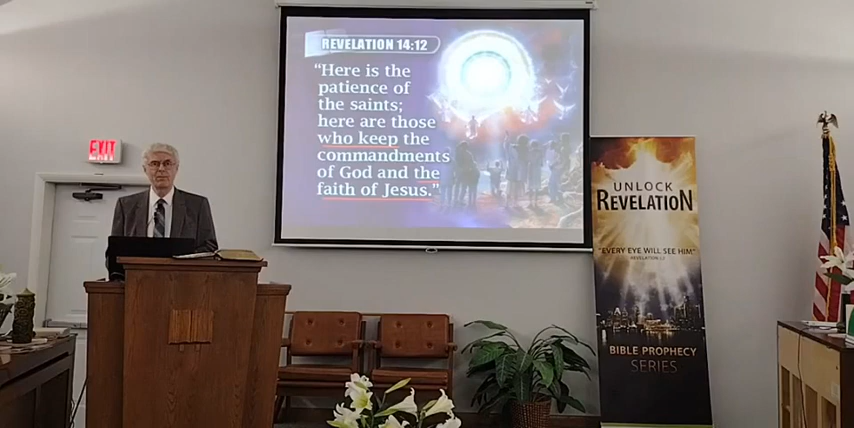 REVELATION 14:12
“Here is the
patience of
the saints;
here are those
who keep the
commandments
of God and the
faith of Jesus.”
EXIT
UNLOCK
REVELATION
"EVERY EYE WILL SEE HIM"
BIBLE PROPHECY
SERIES